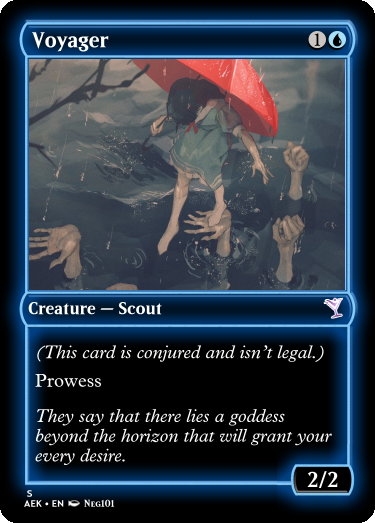 Voyager 1
Creature — Scout
(This card is conjured and isn't legal.)
Prowess
They say that there lies a goddess
beyond the horizon that will grant your
every desire.
2/2
S
AEK • EN NEG101